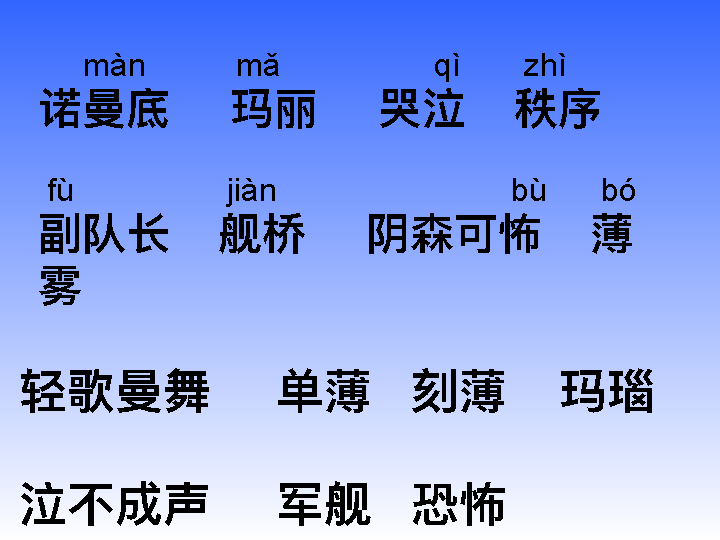 màn mǎ qì zhì
诺曼底 玛丽 哭泣 秩序
fù jiàn bù bó
副队长 舰桥 阴森可怖 薄
雾
轻歌曼舞 单薄 刻薄 玛瑙
泣不成声 军舰 恐怖